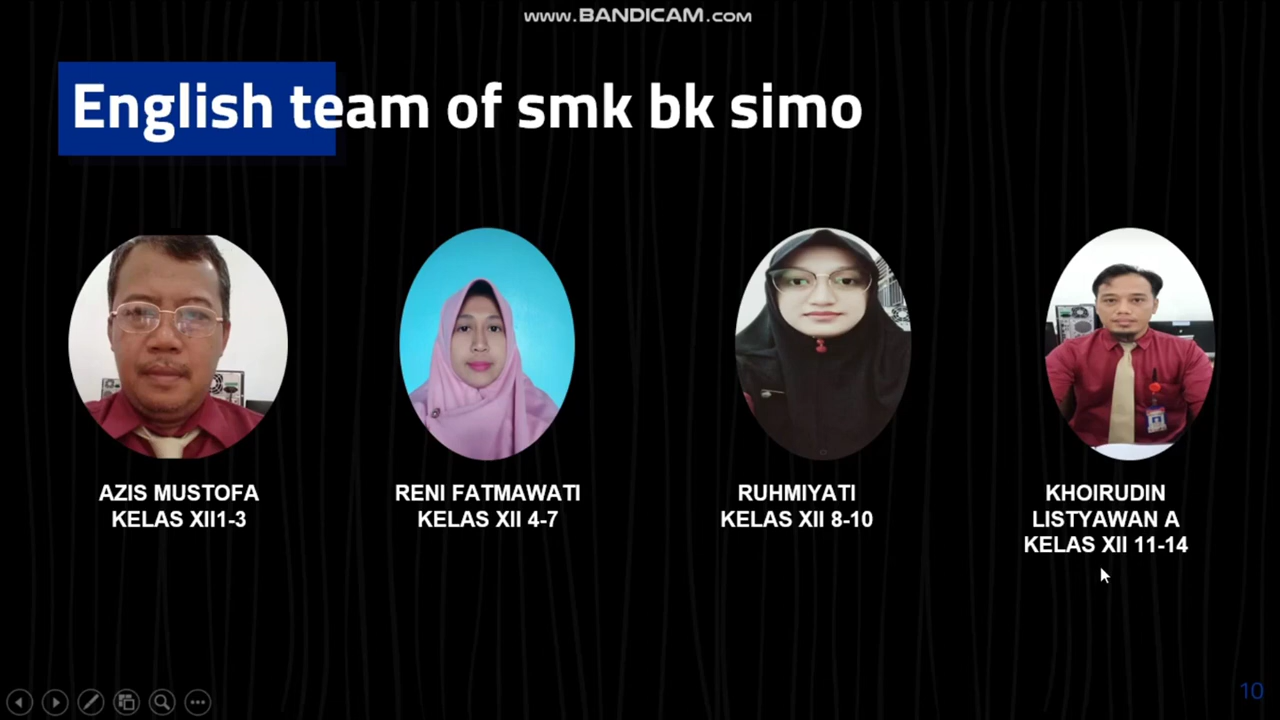 www.BANDICAM.com
English team of smk bk simo
AZIS MUSTOFA
KELAS XII1-3
RENI FATMAWATI
KELAS XII 4-7
RUHMIYATI
KELAS XII 8-10
KHOIRUDIN
LISTYAWAN A
KELAS XII 11-14
10